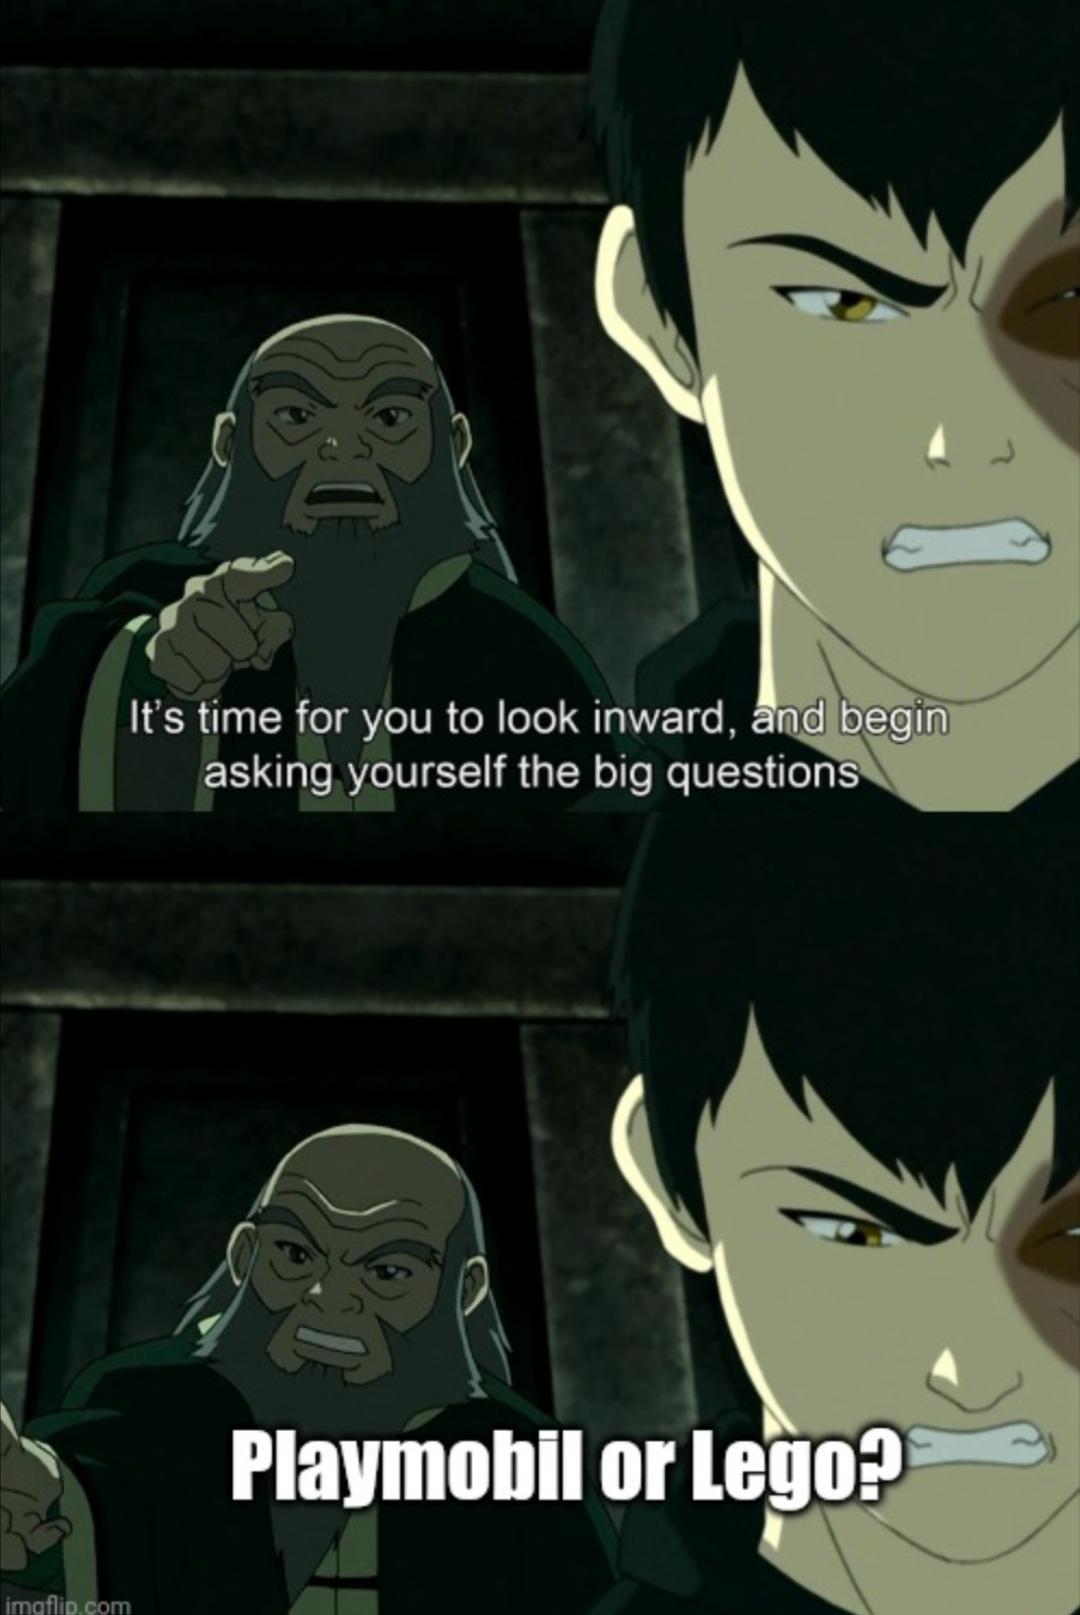 It's time for you to look inward, and begin
asking yourself the big questions
Playmobil or Lego?
imgflip.com